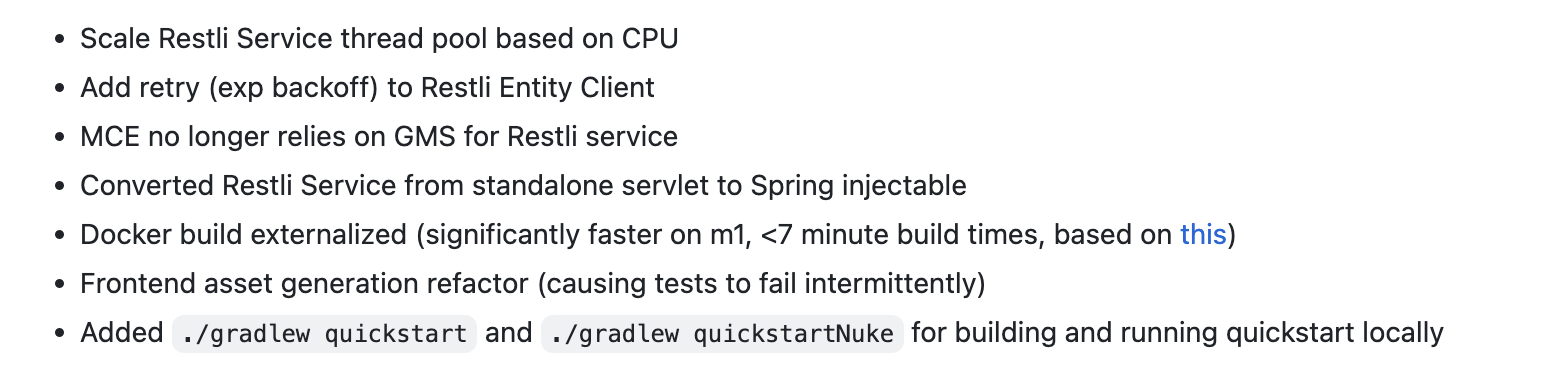 • Scale Restli Service thread pool based on CPU
• Add retry (exp backoff) to Restli Entity Client
• MCE no longer relies on GMS for Restli service
• Converted Restli Service from standalone servlet to Spring injectable
• Docker build externalized (significantly faster on m1, <7 minute build times, based on this)
• Frontend asset generation refactor (causing tests to fail intermittently)
• Added ./gradlew quickstart and ./gradlew quickstartNuke for building and running quickstart locally